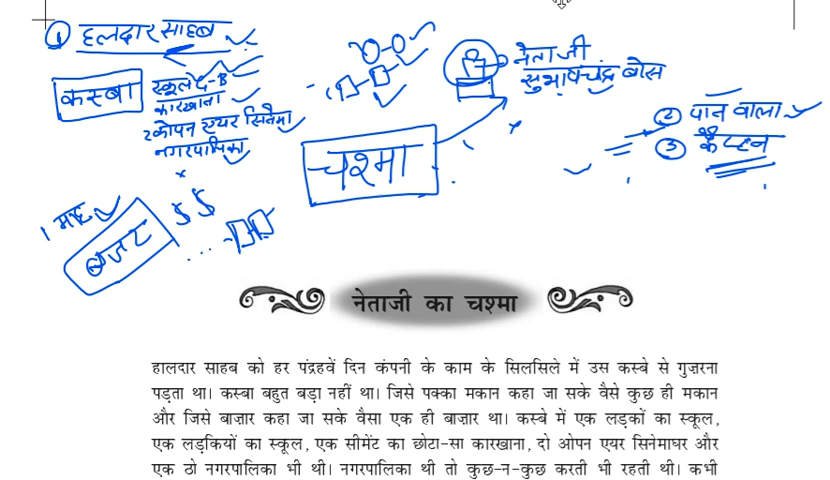 ① हलदार साहब
कस्बा
स्कूल 2-B
कारखाना
2 ओपन एयर सिनेमा
नगरपालिका
1 माह
बजट
चश्मा
नेताजी
सुभाषचंद्र बोस
② पान वाला
③ कैप्टन
नेताजी का चश्मा
हालदार साहब को हर पंद्रहवें दिन कंपनी के काम के सिलसिले में उस कस्बे से गुज़रना
पड़ता था। कस्बा बहुत बड़ा नहीं था। जिसे पक्का मकान कहा जा सके वैसे कुछ ही मकान
और जिसे बाज़ार कहा जा सके वैसा एक ही बाज़ार था। कस्बे में एक लड़कों का स्कूल,
एक लड़कियों का स्कूल, एक सीमेंट का छोटा-सा कारखाना, दो ओपन एयर सिनेमाघर और
एक ठो नगरपालिका भी थी। नगरपालिका थी तो कुछ-न-कुछ करती भी रहती थी। कभी